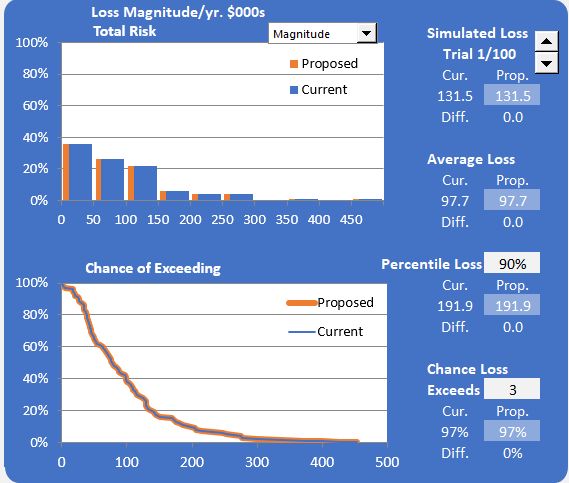 Loss Magnitude/yr. $000s
Total Risk
Magnitude
100%
80%
60%
40%
20%
0%
Proposed
Current
0 50 100 150 200 250 300 350 400 450
Chance of Exceeding
100%
80%
60%
40%
20%
0%
Proposed
Current
0 100 200 300 400 500
Simulated Loss
Trial 1/100
Cur. Prop.
131.5 131.5
Diff. 0.0
Average Loss
Cur. Prop.
97.7 97.7
Diff. 0.0
Percentile Loss 90%
Cur. Prop.
191.9 191.9
Diff. 0.0
Chance Loss
Exceeds 3
Cur. Prop.
97% 97%
Diff. 0%